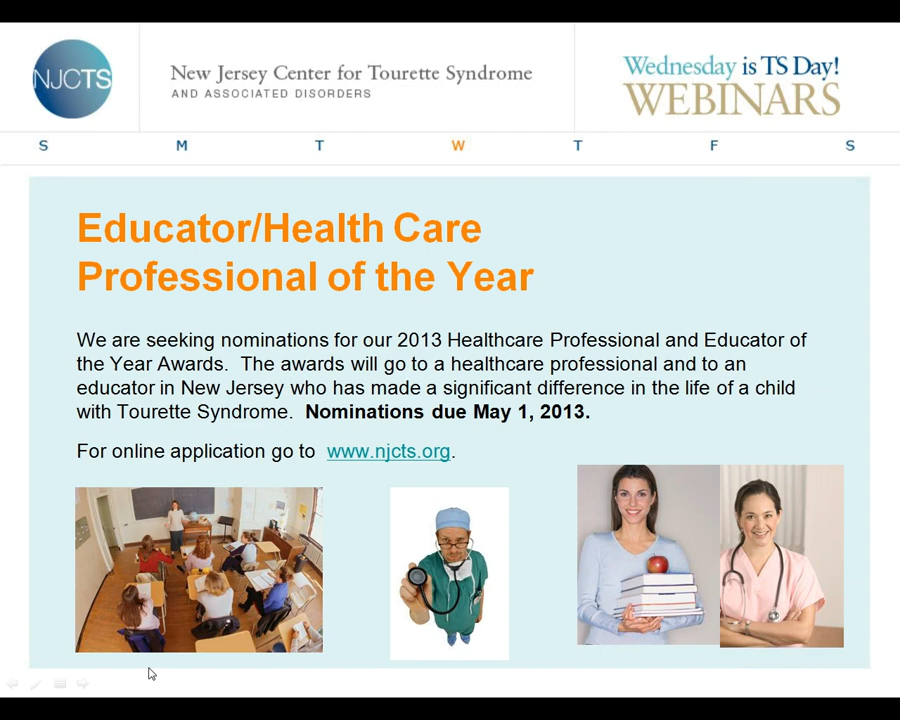 NJCTS
New Jersey Center for Tourette Syndrome
AND ASSOCIATED DISORDERS
Wednesday is TS Day!
WEBINARS
S M T W T F S
Educator/Health Care
Professional of the Year
We are seeking nominations for our 2013 Healthcare Professional and Educator of
the Year Awards. The awards will go to a healthcare professional and to an
educator in New Jersey who has made a significant difference in the life of a child
with Tourette Syndrome. Nominations due May 1, 2013.
For online application go to www.njcts.org.